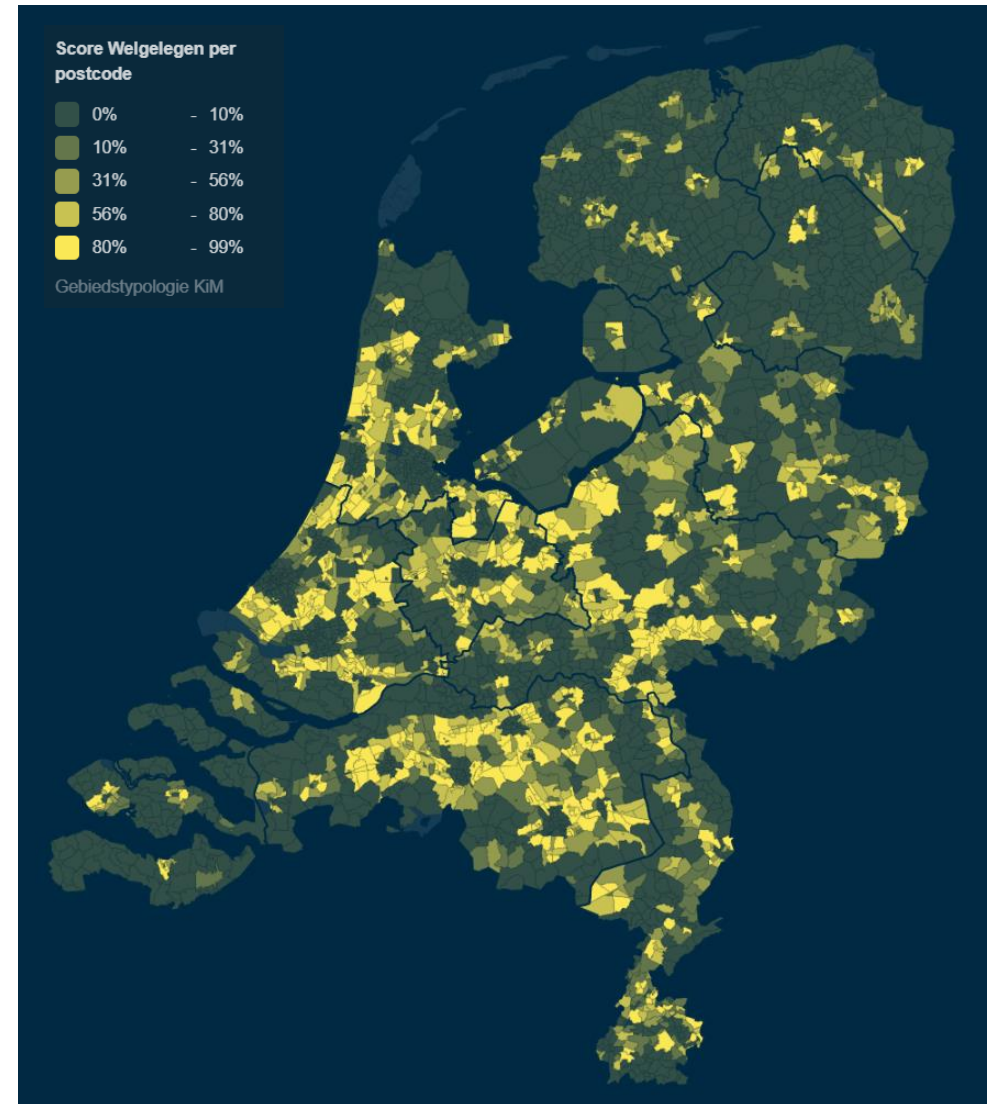 Score Welgelegen per
postcode
0% - 10%
10% - 31%
31% - 56%
56% - 80%
80% - 99%
Gebiedstypologie KiM